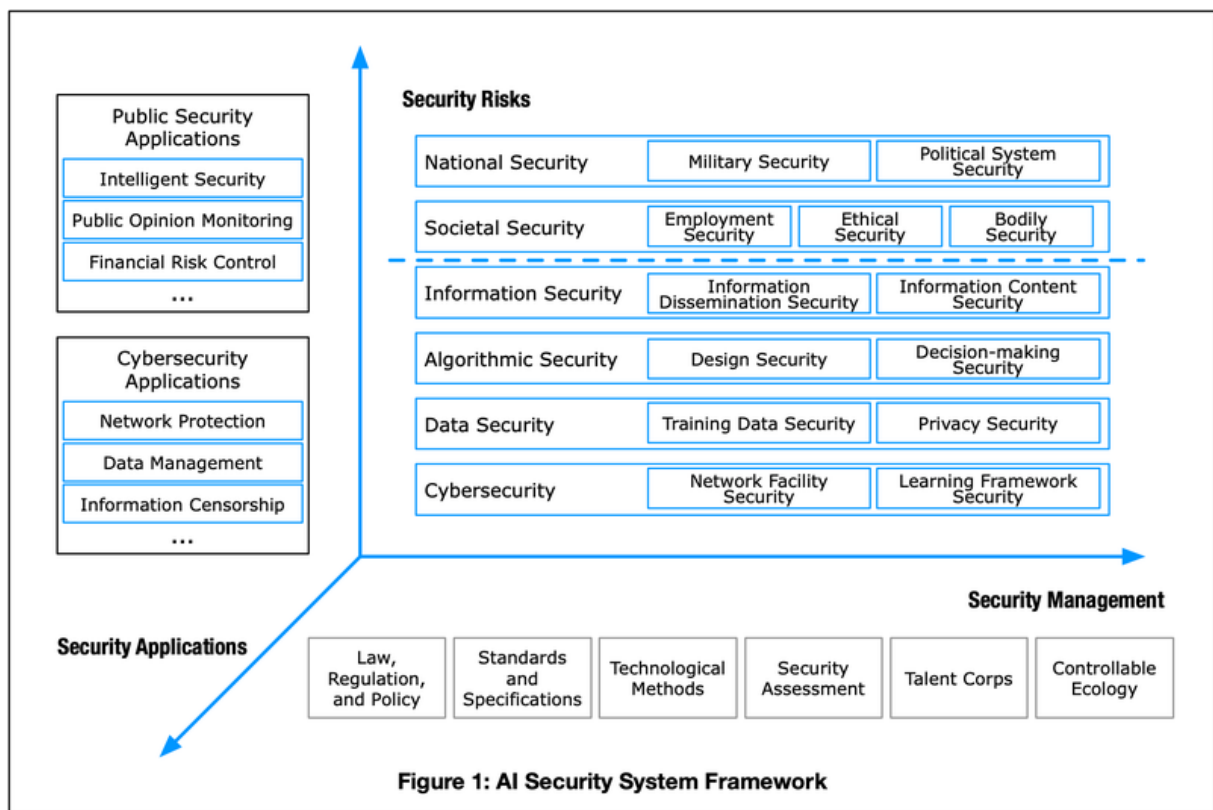 Security Risks
Public Security
Applications
Intelligent Security
Public Opinion Monitoring
Financial Risk Control
...
Cybersecurity
Applications
Network Protection
Data Management
Information Censorship
...
National Security
Military Security
Political System
Security
Societal Security
Employment
Security
Ethical
Security
Bodily
Security
Information Security
Information
Dissemination Security
Information Content
Security
Algorithmic Security
Design Security
Decision-making
Security
Data Security
Training Data Security
Privacy Security
Cybersecurity
Network Facility
Security
Learning Framework
Security
Security Management
Security Applications
Law,
Regulation,
and Policy
Standards
and
Specifications
Technological
Methods
Security
Assessment
Talent Corps
Controllable
Ecology
Figure 1: AI Security System Framework